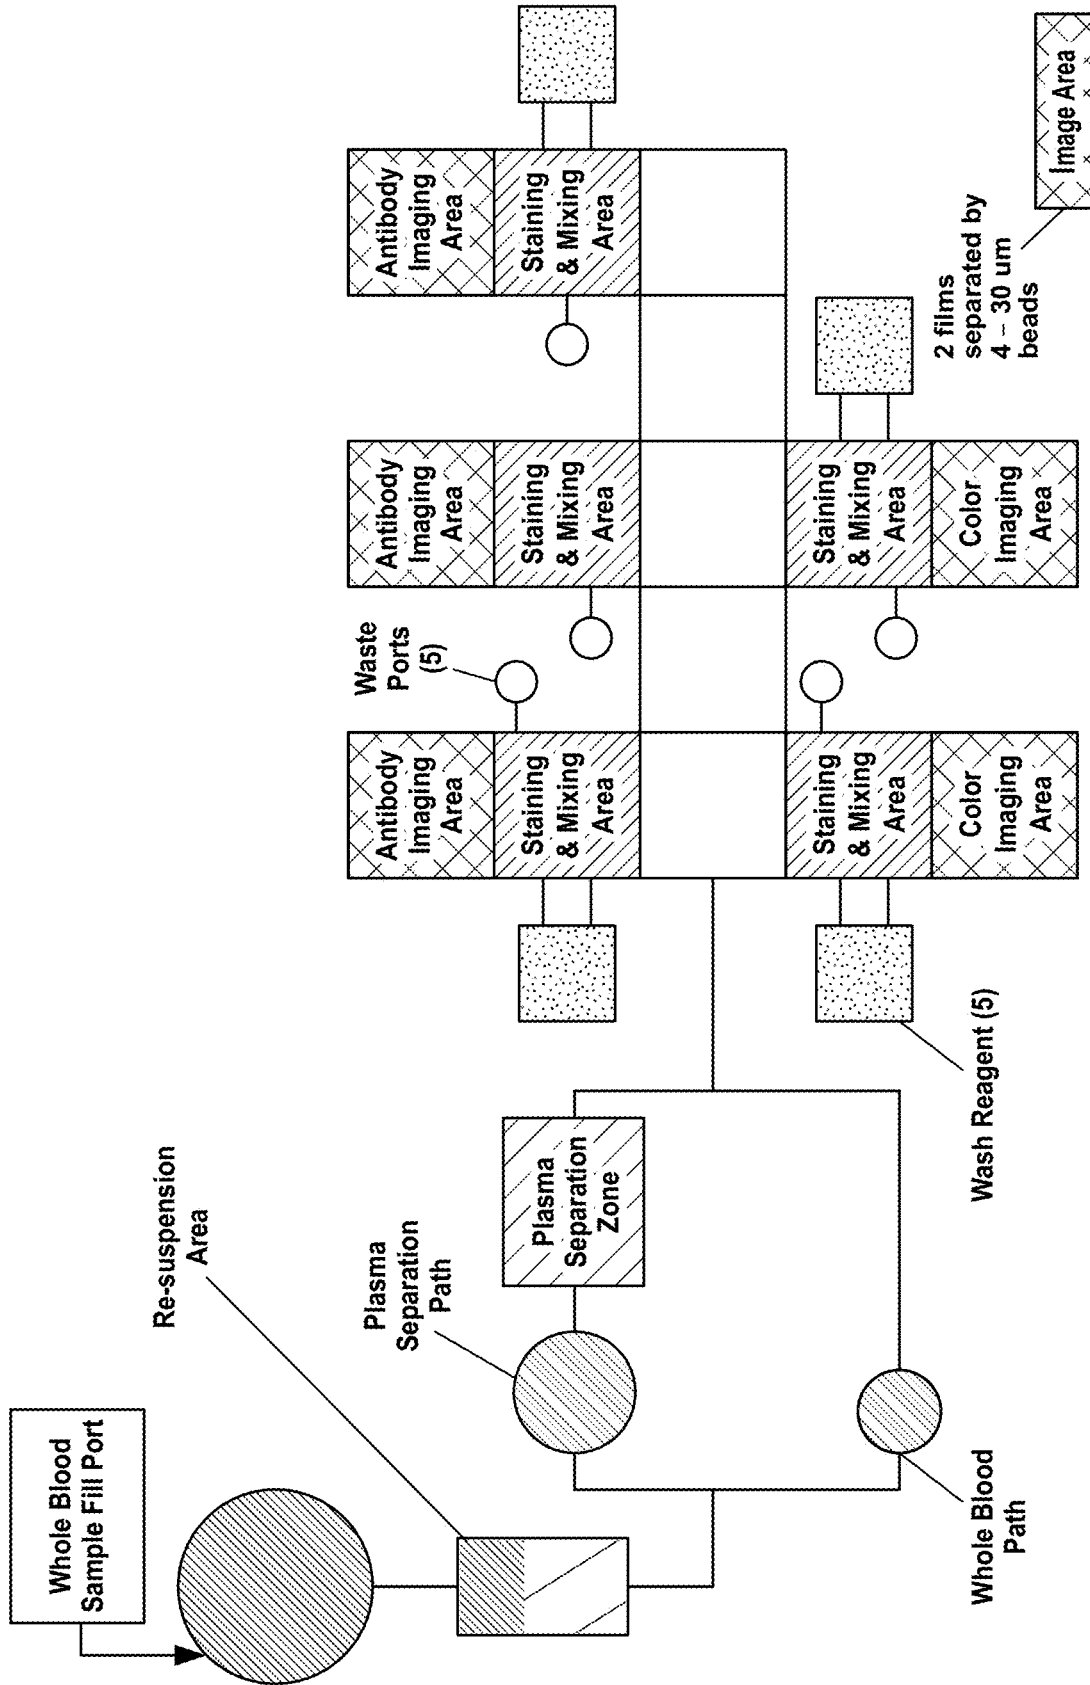 Whole Blood
Sample Fill Port
Re-suspension
Area
Plasma
Separation
Path
Plasma
Separation
Zone
Whole Blood
Path
Wash Reagent (5)
Waste
Ports
(5)
Antibody
Imaging
Area
Antibody
Imaging
Area
Antibody
Imaging
Area
Staining
& Mixing
Area
Staining
& Mixing
Area
Staining
& Mixing
Area
Staining
& Mixing
Area
Staining
& Mixing
Area
Color
Imaging
Area
Color
Imaging
Area
2 films
separated by
4 – 30 um
beads
Image Area